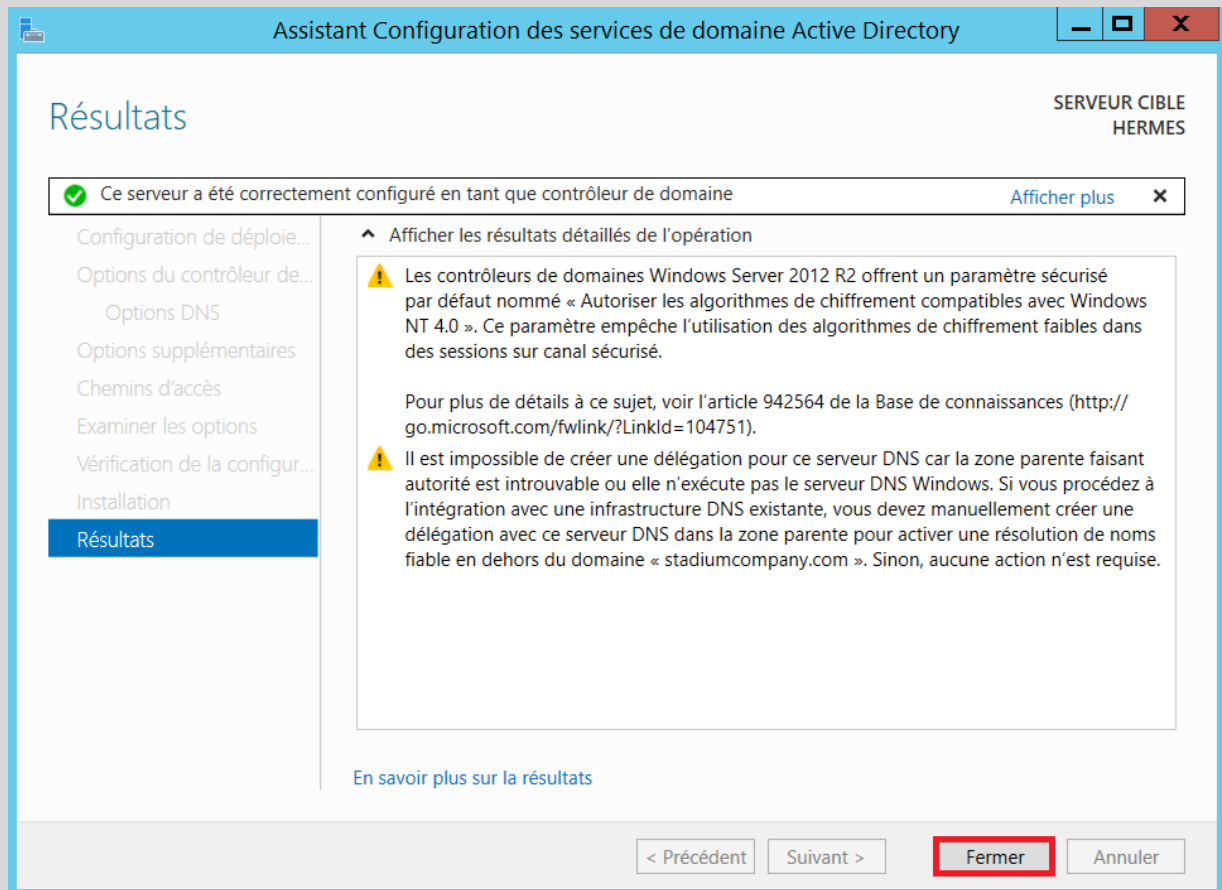 Assistant Configuration des services de domaine Active Directory
Résultats
SERVEUR CIBLE
HERMES
Ce serveur a été correctement configuré en tant que contrôleur de domaine
Afficher plus
Configuration de déploie...
Options du contrôleur de...
Options DNS
Options supplémentaires
Chemins d'accès
Examiner les options
Vérification de la configur...
Installation
Résultats
Afficher les résultats détaillés de l'opération
Les contrôleurs de domaines Windows Server 2012 R2 offrent un paramètre sécurisé
par défaut nommé « Autoriser les algorithmes de chiffrement compatibles avec Windows
NT 4.0 ». Ce paramètre empêche l'utilisation des algorithmes de chiffrement faibles dans
des sessions sur canal sécurisé.
Pour plus de détails à ce sujet, voir l'article 942564 de la Base de connaissances (http://
go.microsoft.com/fwlink/?LinkId=104751).
Il est impossible de créer une délégation pour ce serveur DNS car la zone parente faisant
autorité est introuvable ou elle n'exécute pas le serveur DNS Windows. Si vous procédez à
l'intégration avec une infrastructure DNS existante, vous devez manuellement créer une
délégation avec ce serveur DNS dans la zone parente pour activer une résolution de noms
fiable en dehors du domaine « stadiumcompany.com ». Sinon, aucune action n'est requise.
En savoir plus sur la résultats
< Précédent
Suivant >
Fermer
Annuler